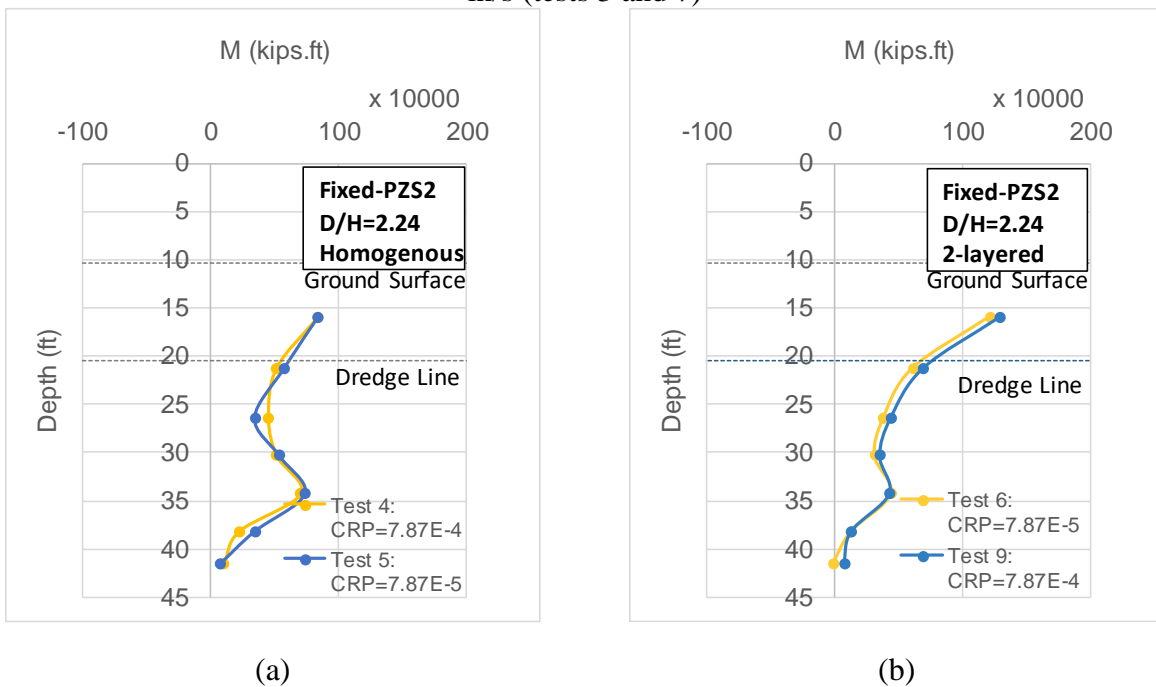 m/s (tests 3 and 7)
M (kips.ft)
x 10000
-100 0 100 200
0
5
10
15
20
25
30
35
40
45
Depth (ft)
Fixed-PZS2
D/H=2.24
Homogenous
Ground Surface
Dredge Line
Test 4:
CRP=7.87E-4
Test 5:
CRP=7.87E-5
(a)
M (kips.ft)
x 10000
-100 0 100 200
0
5
10
15
20
25
30
35
40
45
Depth (ft)
Fixed-PZS2
D/H=2.24
2-layered
Ground Surface
Dredge Line
Test 6:
CRP=7.87E-5
Test 9:
CRP=7.87E-4
(b)